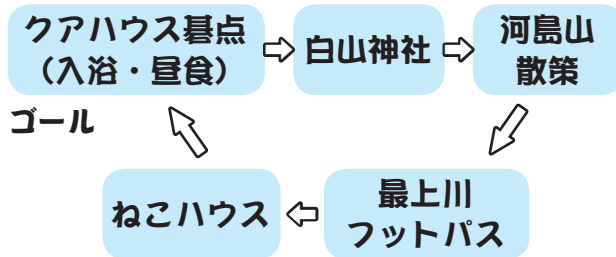 クアハウス碁点
（入浴・昼食）
白山神社
河島山
散策
ゴール
最上川
フットパス
ねこハウス